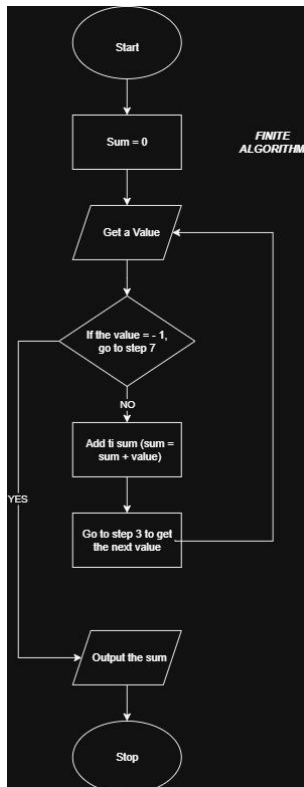 Start
Sum = 0
FINITE
ALGORITHM
Get a Value
If the value = - 1,
go to step 7
NO
Add ti sum (sum =
sum + value)
YES
Go to step 3 to get
the next value
Output the sum
Stop